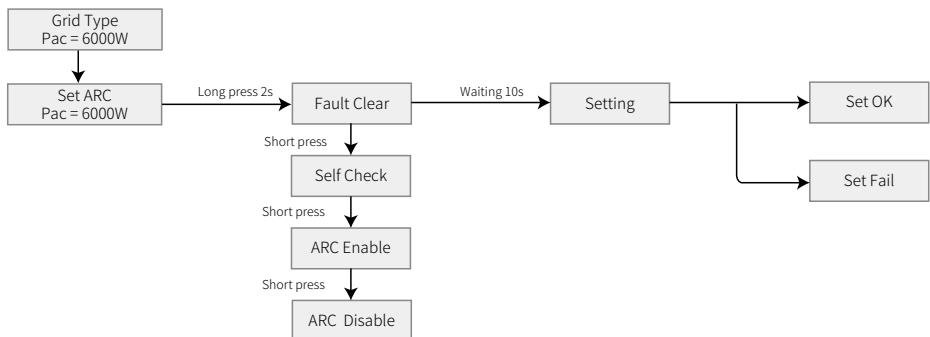 Grid Type
Pac = 6000W
Set ARC
Pac = 6000W
Long press 2s
Fault Clear
Waiting 10s
Setting
Set OK
Short press
Self Check
Set Fail
Short press
ARC Enable
Short press
ARC Disable